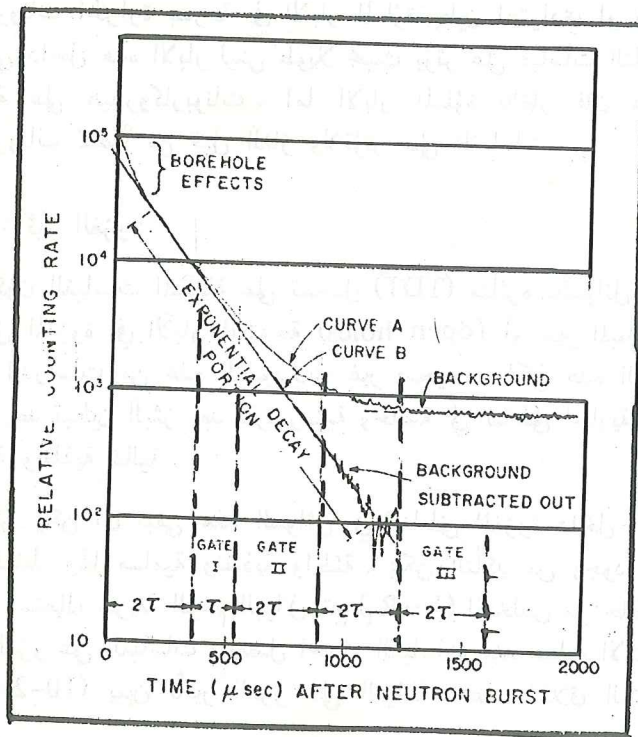 10⁵
BOREHOLE
EFFECTS
10⁴
EXPONENTIAL DECAY
PORTION
CURVE A
CURVE B
10³
BACKGROUND
BACKGROUND
SUBTRACTED OUT
10²
GATE
I
GATE
II
GATE
III
2τ
τ
2τ
2τ
2τ
10
0
500
1000
1500
2000
RELATIVE COUNTING RATE
TIME (μsec) AFTER NEUTRON BURST